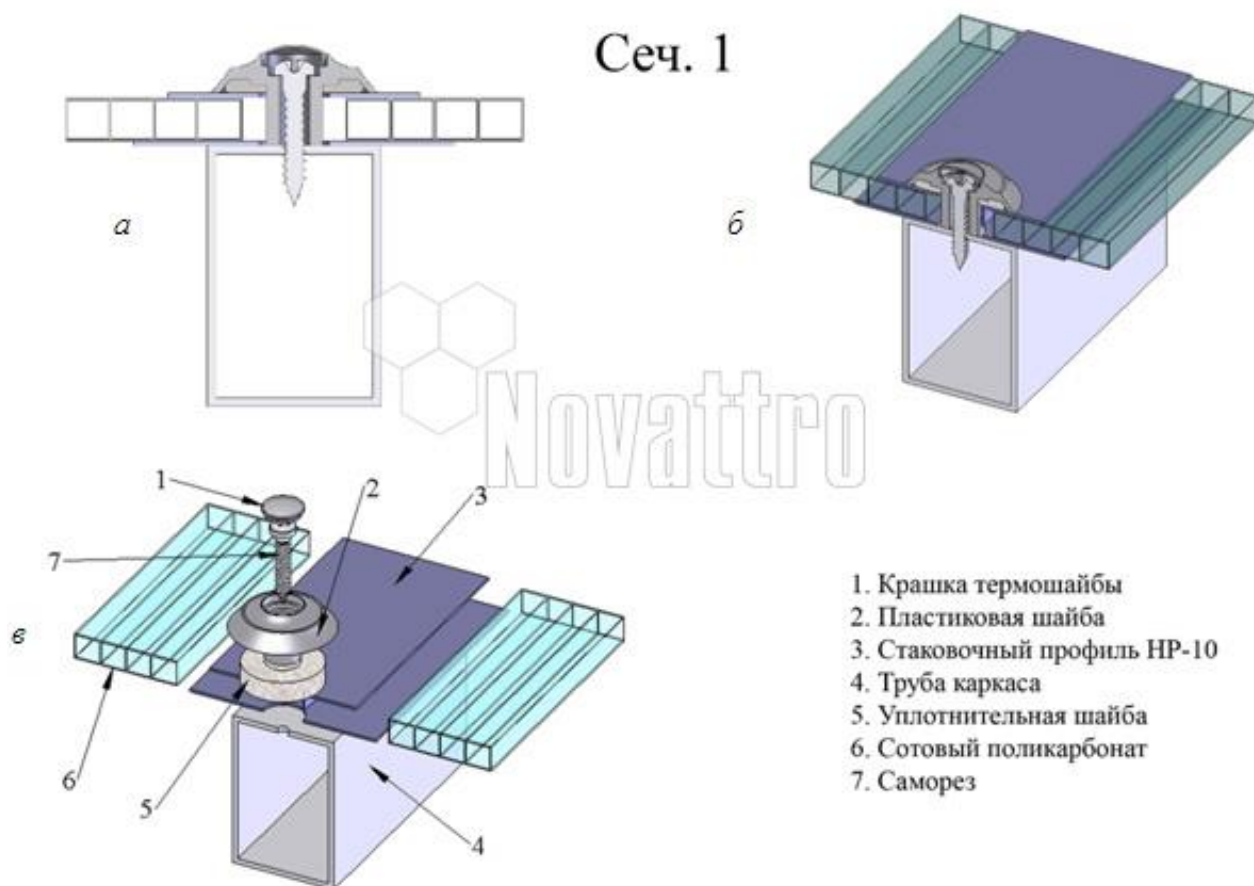 Сеч. 1
а
б
Novattro
1
2
3
7
в
6
5
4
1. Крашка термошайбы
2. Пластиковая шайба
3. Стаковочный профиль HP-10
4. Труба каркаса
5. Уплотнительная шайба
6. Сотовый поликарбонат
7. Саморез